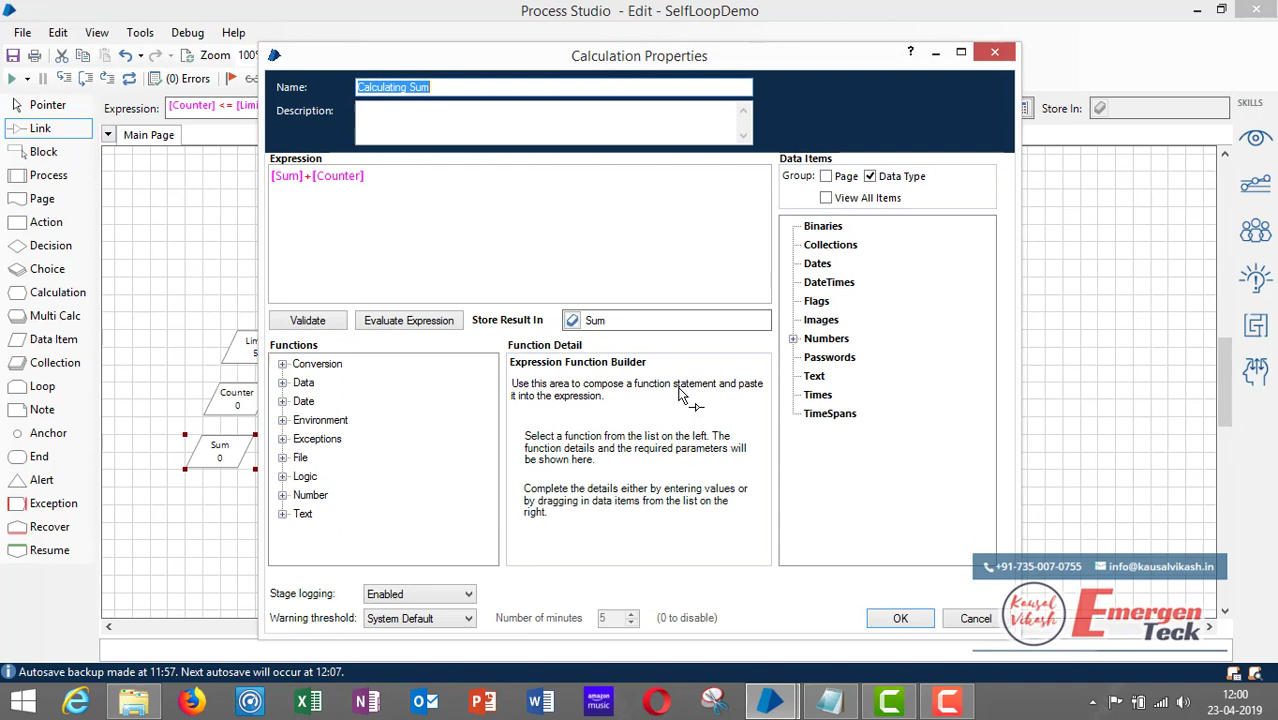 Process Studio - Edit - SelfLoopDemo
File Edit View Tools Debug Help
Zoom 100%
(0) Errors
Expression: [Counter] <= [Limi
Store In:
SKILLS
Main Page
Pointer
Link
Block
Process
Page
Action
Decision
Choice
Calculation
Multi Calc
Data Item
Collection
Loop
Note
Anchor
End
Alert
Exception
Recover
Resume
Counter
0
Sum
0
Calculation Properties
?
Name: Calculating Sum
Description:
Expression
[Sum]+[Counter]
Validate
Evaluate Expression
Store Result In
Sum
Functions
Conversion
Data
Date
Environment
Exceptions
File
Logic
Number
Text
Function Detail
Expression Function Builder
Use this area to compose a function statement and paste
it into the expression.
Select a function from the list on the left. The
function details and the required parameters will
be shown here.
Complete the details either by entering values or
by dragging in data items from the list on the
right.
Data Items
Group: Page Data Type
View All Items
Binaries
Collections
Dates
DateTimes
Flags
Images
Numbers
Passwords
Text
Times
TimeSpans
Stage logging: Enabled
Warning threshold: System Default
Number of minutes 5 (0 to disable)
OK
Cancel
+91-735-007-0755 info@kausalvikash.in
Kausal
Vikash
Emergen
Teck
Autosave backup made at 11:57. Next autosave will occur at 12:07.
amazon
music
12:00
23-04-2019